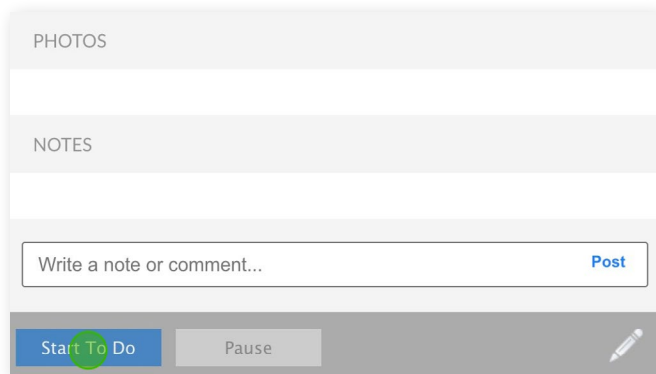 PHOTOS
NOTES
Write a note or comment... Post
Start To Do Pause